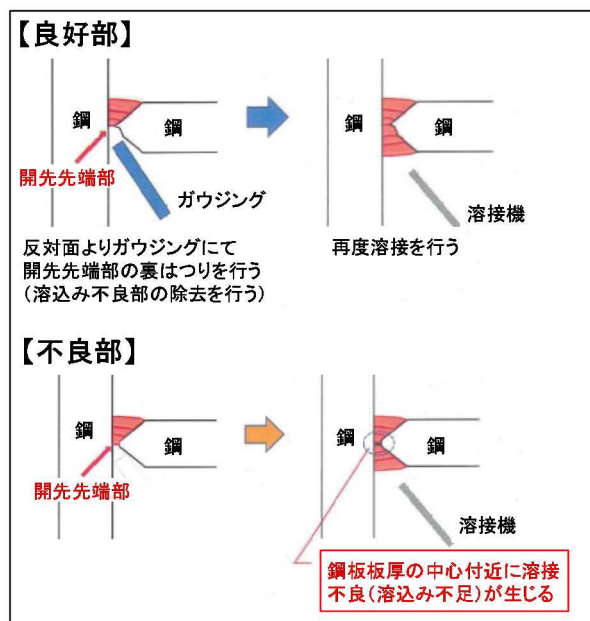 【良好部】
鋼
鋼
開先先端部
ガウジング
鋼
鋼
溶接機
反対面よりガウジングにて
開先先端部の裏はつりを行う
(溶込み不良部の除去を行う)
再度溶接を行う
【不良部】
鋼
鋼
開先先端部
鋼
鋼
溶接機
鋼板板厚の中心付近に溶接
不良(溶込み不足)が生じる